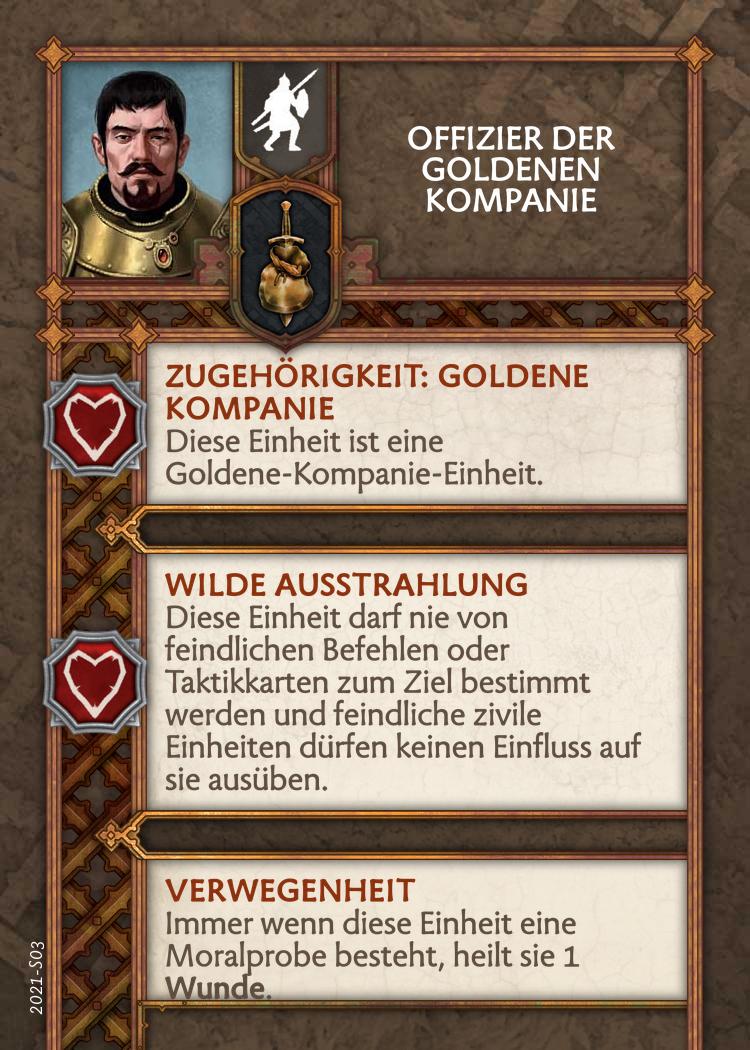 OFFIZIER DER
GOLDENEN
KOMPANIE
ZUGEHÖRIGKEIT: GOLDENE
KOMPANIE
Diese Einheit ist eine
Goldene-Kompanie-Einheit.
WILDE AUSSTRAHLUNG
Diese Einheit darf nie von
feindlichen Befehlen oder
Taktikkarten zum Ziel bestimmt
werden und feindliche zivile
Einheiten dürfen keinen Einfluss auf
sie ausüben.
VERWEGENHEIT
Immer wenn diese Einheit eine
Moralprobe besteht, heilt sie 1
Wunde.
2021-S03